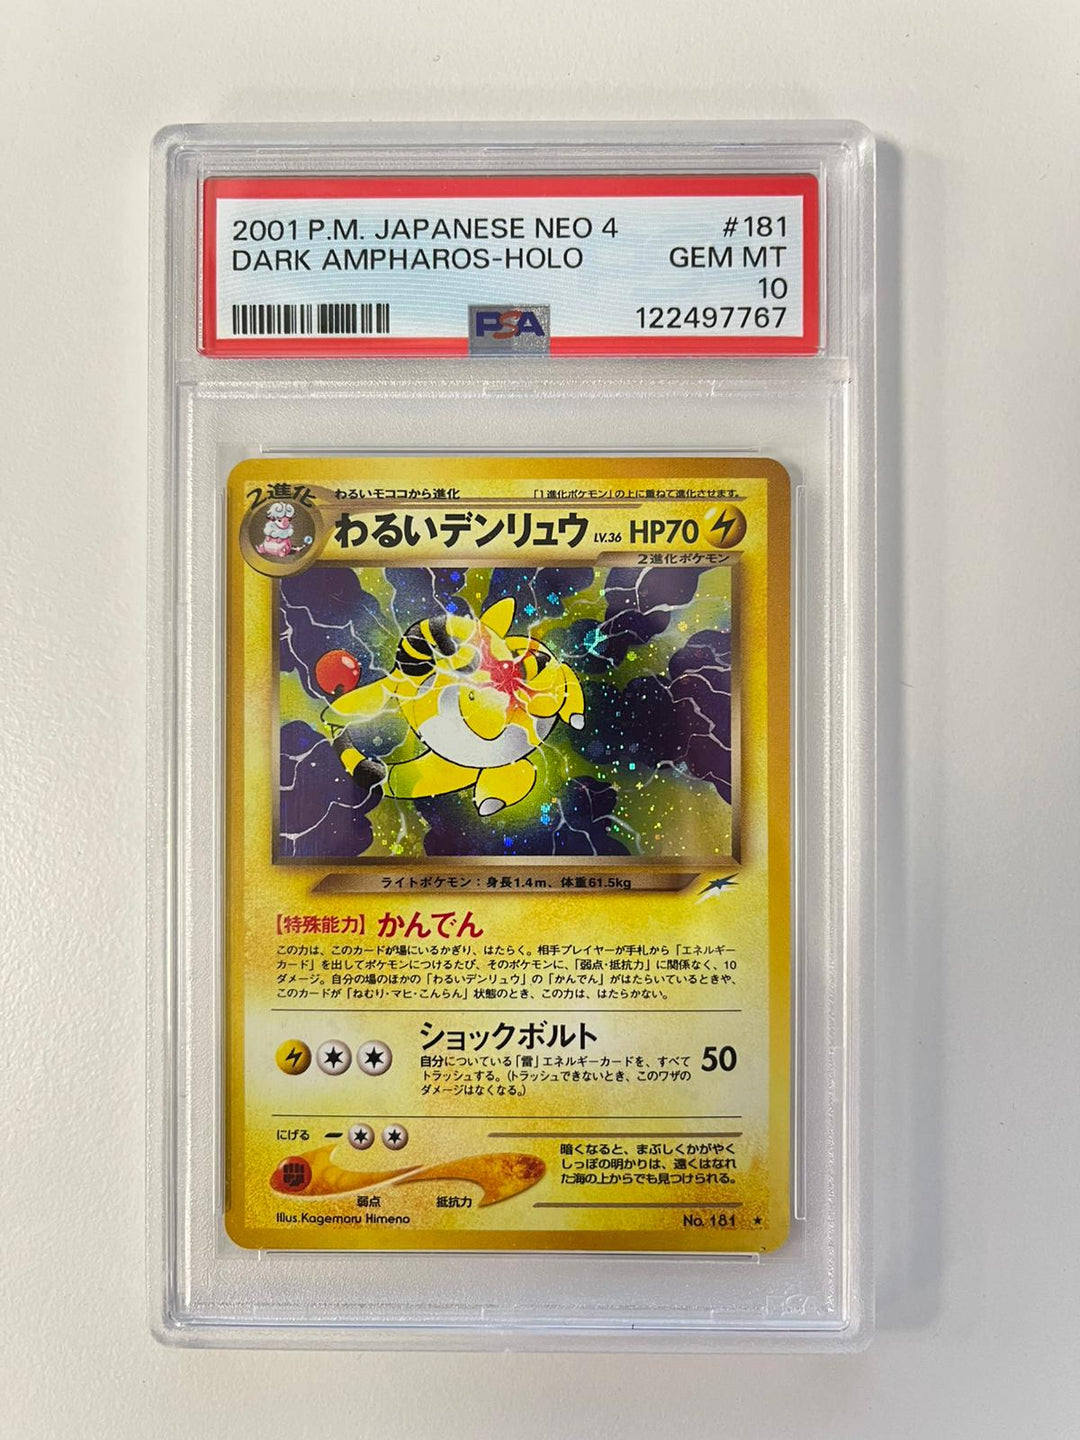 2001 P.M. JAPANESE NEO 4 #181
DARK AMPHAROS-HOLO GEM MT
10
PSA 122497767
2進化 わるいモココから進化 「1進化ポケモン」の上に重ねて進化させます。
わるいデンリュウ LV.36 HP70
2進化ポケモン
ライトポケモン：身長1.4m、体重61.5kg
【特殊能力】かんでん
この力は、このカードが場にいるかぎり、はたらく。相手プレイヤーが手札から「エネルギー
カード」を出してポケモンにつけるたび、そのポケモンに、「弱点・抵抗力」に関係なく、10
ダメージ。自分の場のほかの「わるいデンリュウ」の「かんでん」がはたらいているときや、
このカードが「ねむり・マヒ・こんらん」状態のとき、この力は、はたらかない。
ショックボルト
自分についている「雷」エネルギーカードを、すべて
トラッシュする。（トラッシュできないとき、このワザの
ダメージはなくなる。）
50
にげる
弱点 抵抗力
暗くなると、まぶしくかがやく
しっぽの明かりは、遠くはなれ
た海の上からでも見つけられる。
Illus.Kagemaru Himeno No. 181 ★
PSA